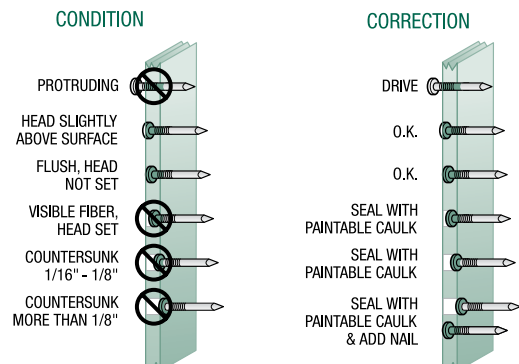 CONDITION
PROTRUDING
HEAD SLIGHTLY
ABOVE SURFACE
FLUSH, HEAD
NOT SET
VISIBLE FIBER,
HEAD SET
COUNTERSUNK
1/16" - 1/8"
COUNTERSUNK
MORE THAN 1/8"
CORRECTION
DRIVE
O.K.
O.K.
SEAL WITH
PAINTABLE CAULK
SEAL WITH
PAINTABLE CAULK
SEAL WITH
PAINTABLE CAULK
& ADD NAIL